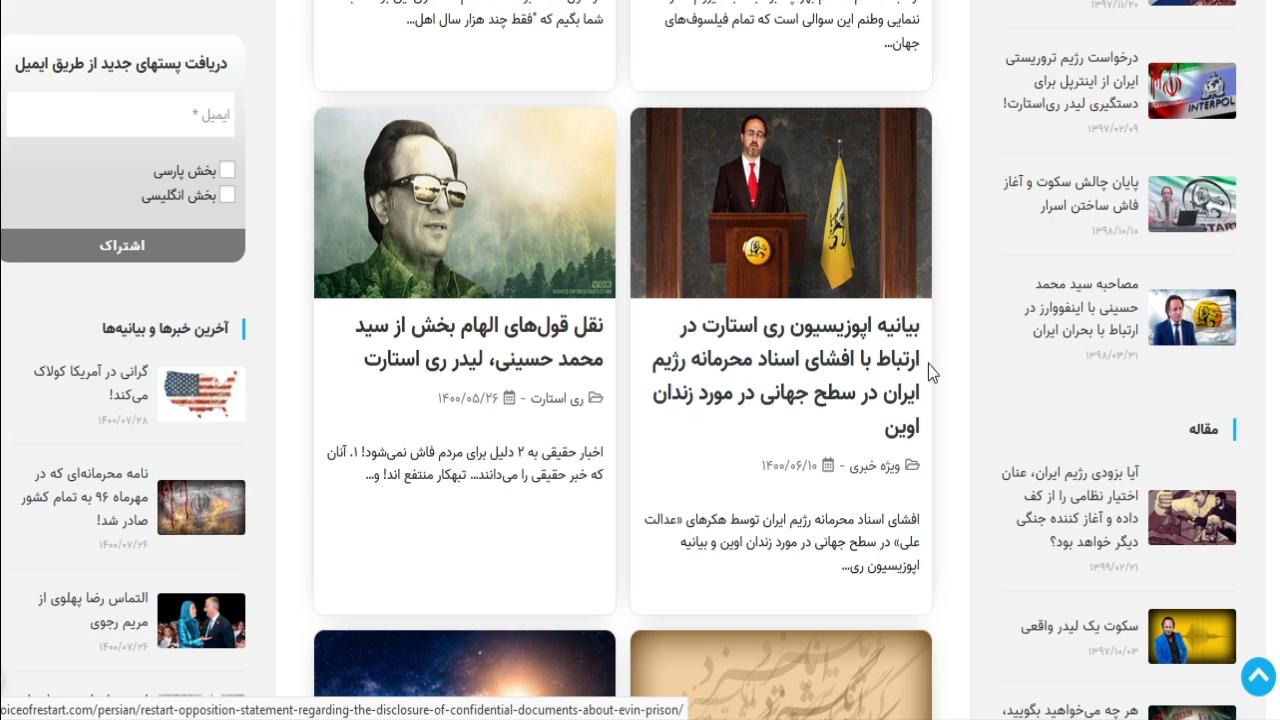 ۱۳۹۷/۱۱/۲۰
درخواست رژیم تروریستی
ایران از اینترپل برای
دستگیری لیدر ری‌استارت!
۱۳۹۷/۰۲/۰۹
INTERPOL
پایان چالش سکوت و آغاز
فاش ساختن اسرار
۱۳۹۸/۱۰/۱۰
مصاحبه سید محمد
حسینی با اینفووارز در
ارتباط با بحران ایران
۱۳۹۸/۰۳/۳۱
مقاله
آیا بزودی رژیم ایران، عنان
اختیار نظامی را از کف
داده و آغاز کننده جنگی
دیگر خواهد بود؟
۱۳۹۹/۰۲/۲۱
سکوت یک لیدر واقعی
۱۳۹۷/۱۰/۰۳
هر چه می‌خواهید بگویید،
ننمایی وطنم این سوالی است که تمام فیلسوف‌های
جهان...
بیانیه اپوزیسیون ری استارت در
ارتباط با افشای اسناد محرمانه رژیم
ایران در سطح جهانی در مورد زندان
اوین
ویژه خبری - ۱۴۰۰/۰۶/۱۰
افشای اسناد محرمانه رژیم ایران توسط هکرهای «عدالت
علی» در سطح جهانی در مورد زندان اوین و بیانیه
اپوزیسیون ری...
شما بگیم که "فقط چند هزار سال اهل...
VOR
VOICEOFRESTART.COM
نقل قول‌های الهام بخش از سید
محمد حسینی، لیدر ری استارت
ری استارت - ۱۴۰۰/۰۵/۲۶
اخبار حقیقی به ۲ دلیل برای مردم فاش نمی‌شود! ۱. آنان
که خبر حقیقی را می‌دانند... تبهکار منتفع اند! و...
دریافت پستهای جدید از طریق ایمیل
ایمیل *
بخش پارسی
بخش انگلیسی
اشتراک
آخرین خبرها و بیانیه‌ها
گرانی در آمریکا کولاک
می‌کند!
۱۴۰۰/۰۷/۲۸
نامه محرمانه‌ای که در
مهرماه ۹۶ به تمام کشور
صادر شد!
۱۴۰۰/۰۷/۲۶
التماس رضا پهلوی از
مریم رجوی
۱۴۰۰/۰۷/۲۶
oiceofrestart.com/persian/restart-opposition-statement-regarding-the-disclosure-of-confidential-documents-about-evin-prison/